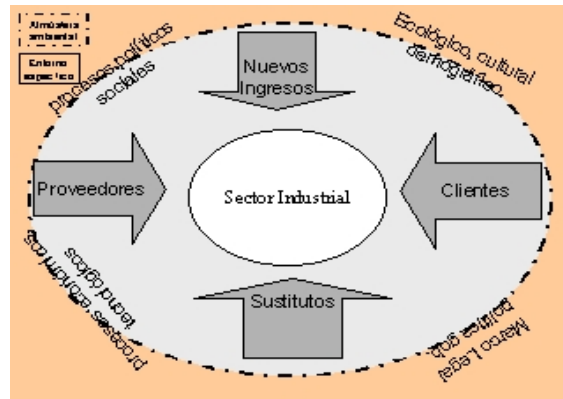 Atmósfera
ambiental
Entorno
específico
procesos políticos
sociales
Ecológico, cultural
demográfico
Nuevos
Ingresos
Proveedores
Sector Industrial
Clientes
Sustitutos
procesos económicos
tecnológicos
Marco Legal
política gob.